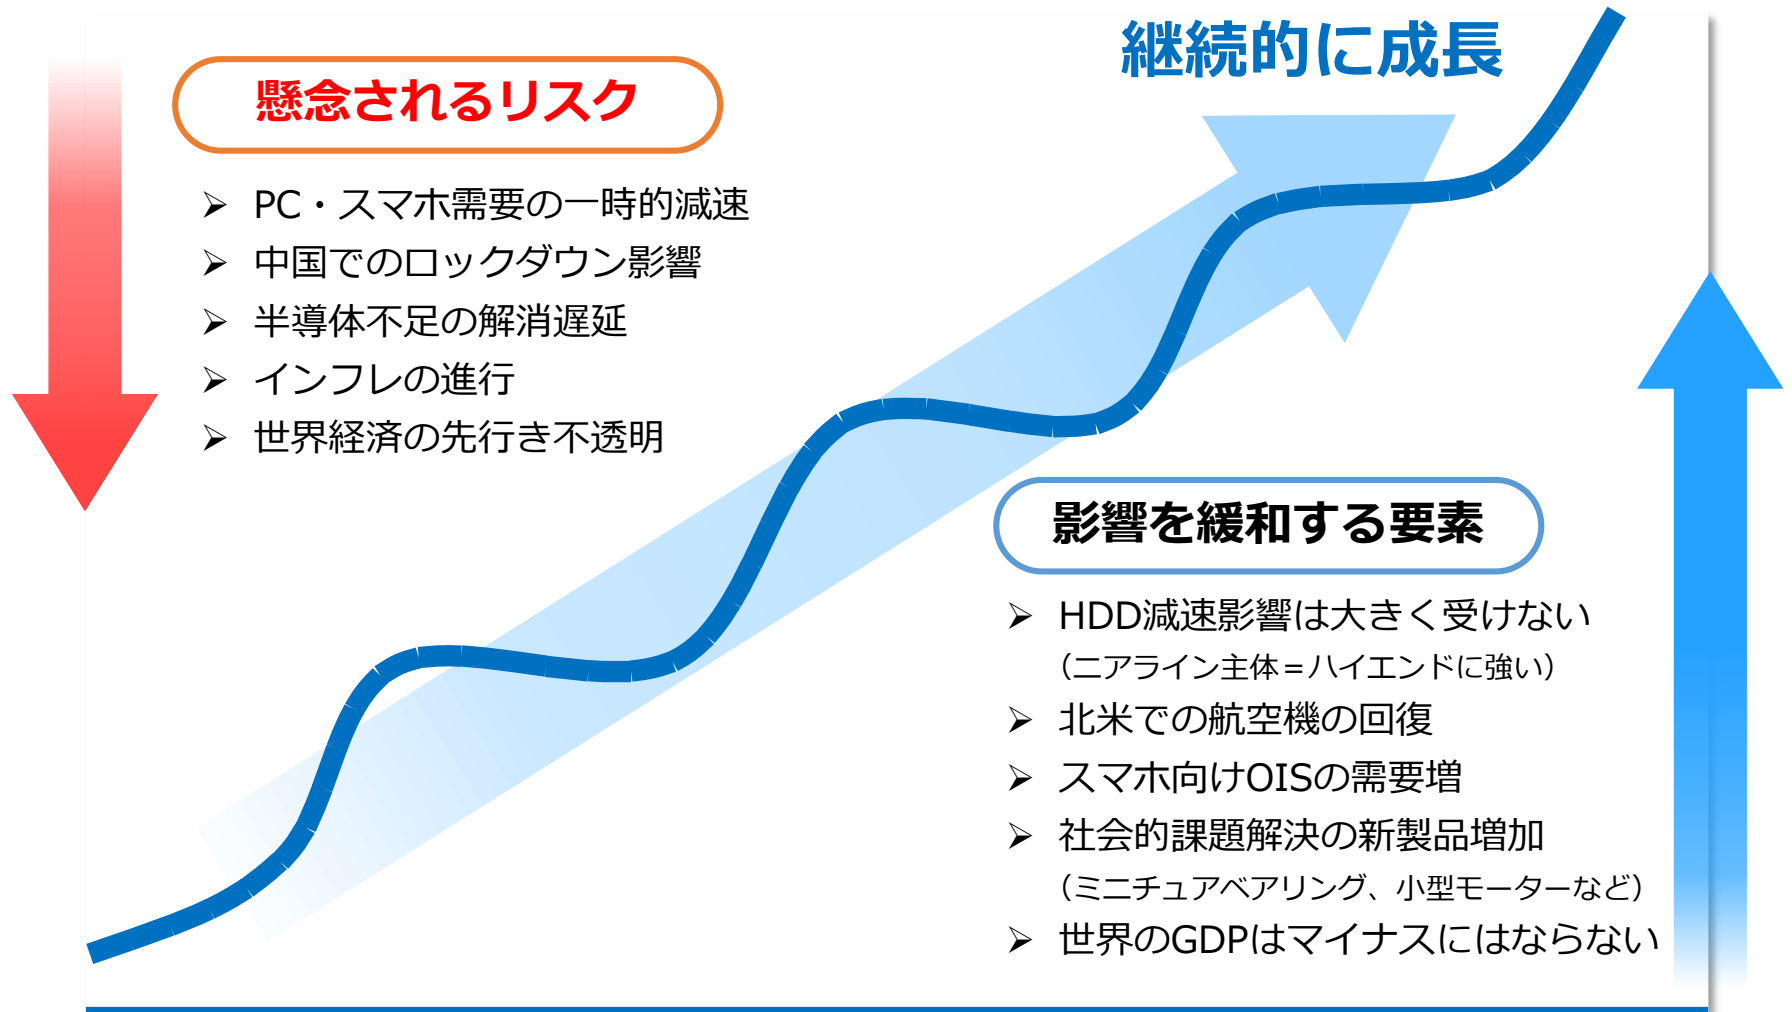 継続的に成長
懸念されるリスク
➢ PC・スマホ需要の一時的減速
➢ 中国でのロックダウン影響
➢ 半導体不足の解消遅延
➢ インフレの進行
➢ 世界経済の先行き不透明
影響を緩和する要素
➢ HDD減速影響は大きく受けない
（ニアライン主体＝ハイエンドに強い）
➢ 北米での航空機の回復
➢ スマホ向けOISの需要増
➢ 社会的課題解決の新製品増加
（ミニチュアベアリング、小型モーターなど）
➢ 世界のGDPはマイナスにはならない